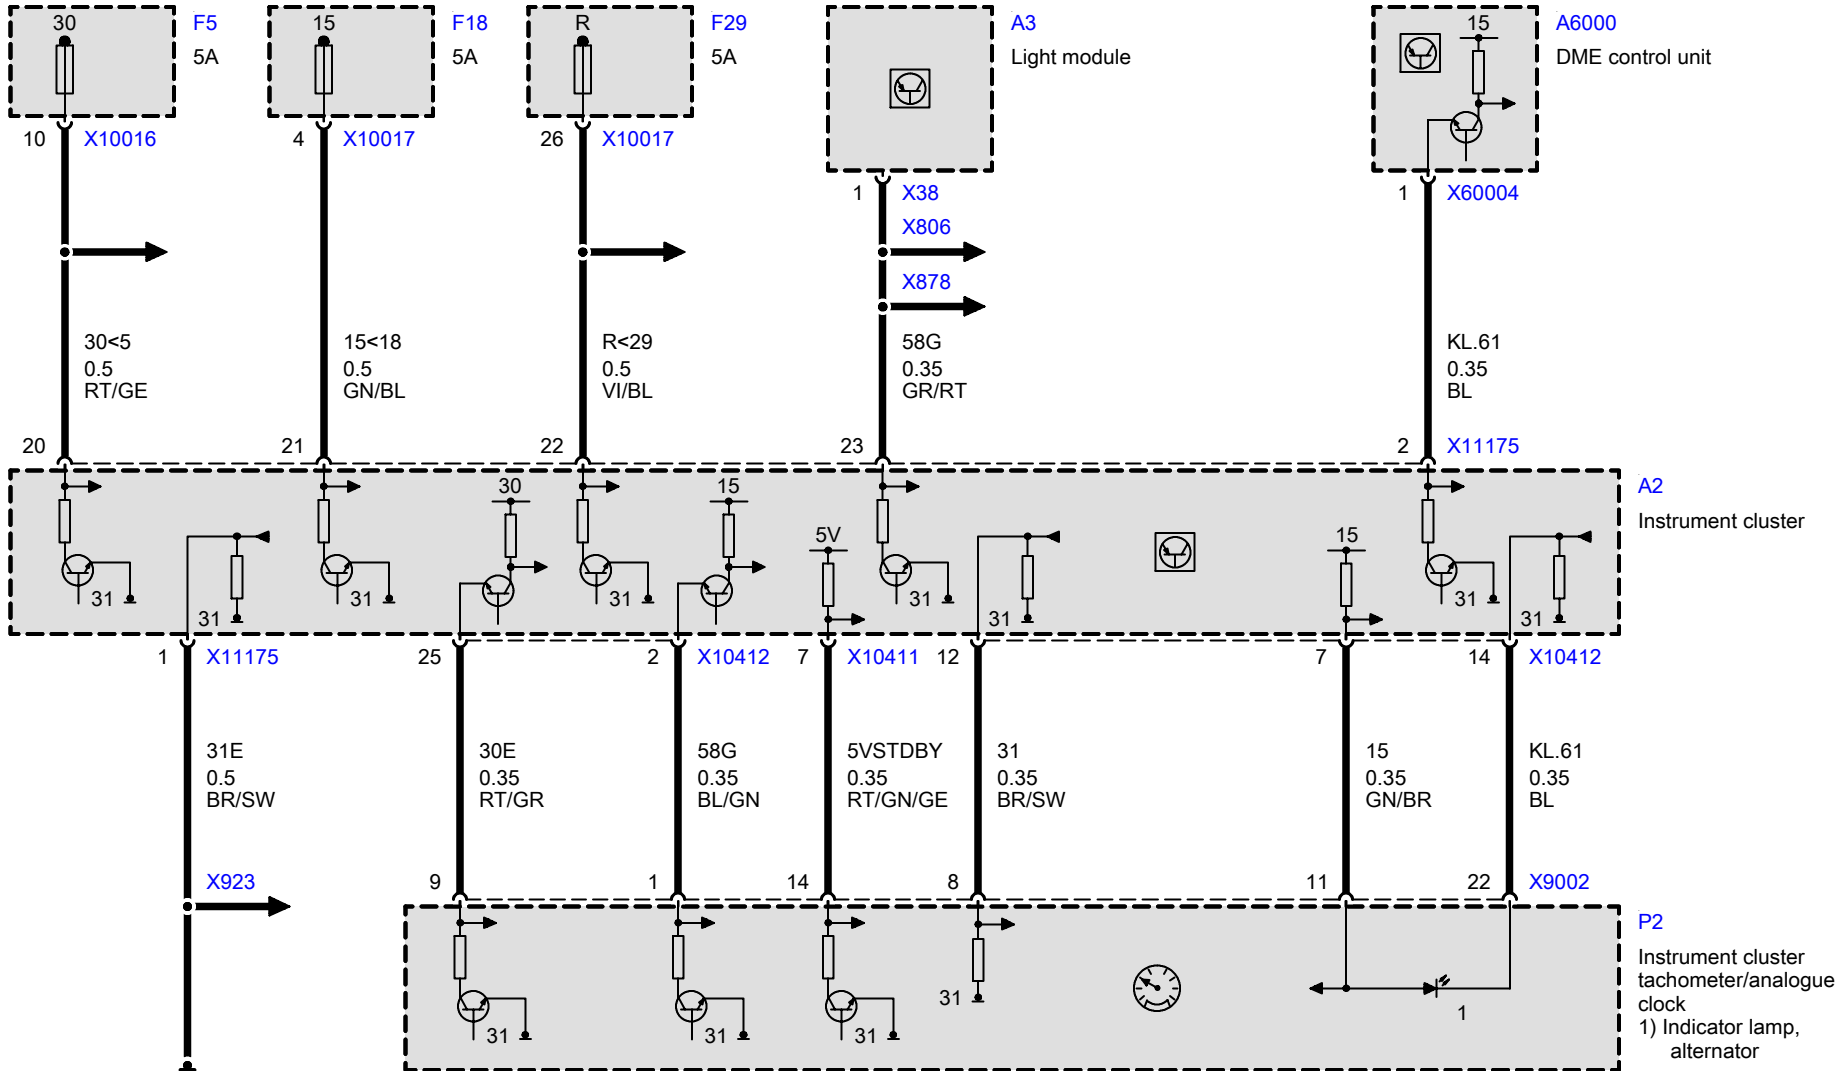 30 F5 15 F18 R F29 A3 15 A6000
5A 5A 5A Light module DME control unit
10 X10016 4 X10017 26 X10017
1 X38 1 X60004
X806
X878
30<5 15<18 R<29 58G KL.61
0.5 0.5 0.5 0.35 0.35
RT/GE GN/BL VI/BL GR/RT BL
20 21 22 23 2 X11175
30 15 A2
5V 15 Instrument cluster
31 31 31 31 31
31 31 31
1 X11175 25 2 X10412 7 X10411 12 7 14 X10412
31E 30E 58G 5VSTDBY 31 15 KL.61
0.5 0.35 0.35 0.35 0.35 0.35 0.35
BR/SW RT/GR BL/GN RT/GN/GE BR/SW GN/BR BL
X923 9 1 14 8 11 22 X9002
P2
Instrument cluster
tachometer/analogue
clock
31 1
1) Indicator lamp,
31 31 31
alternator